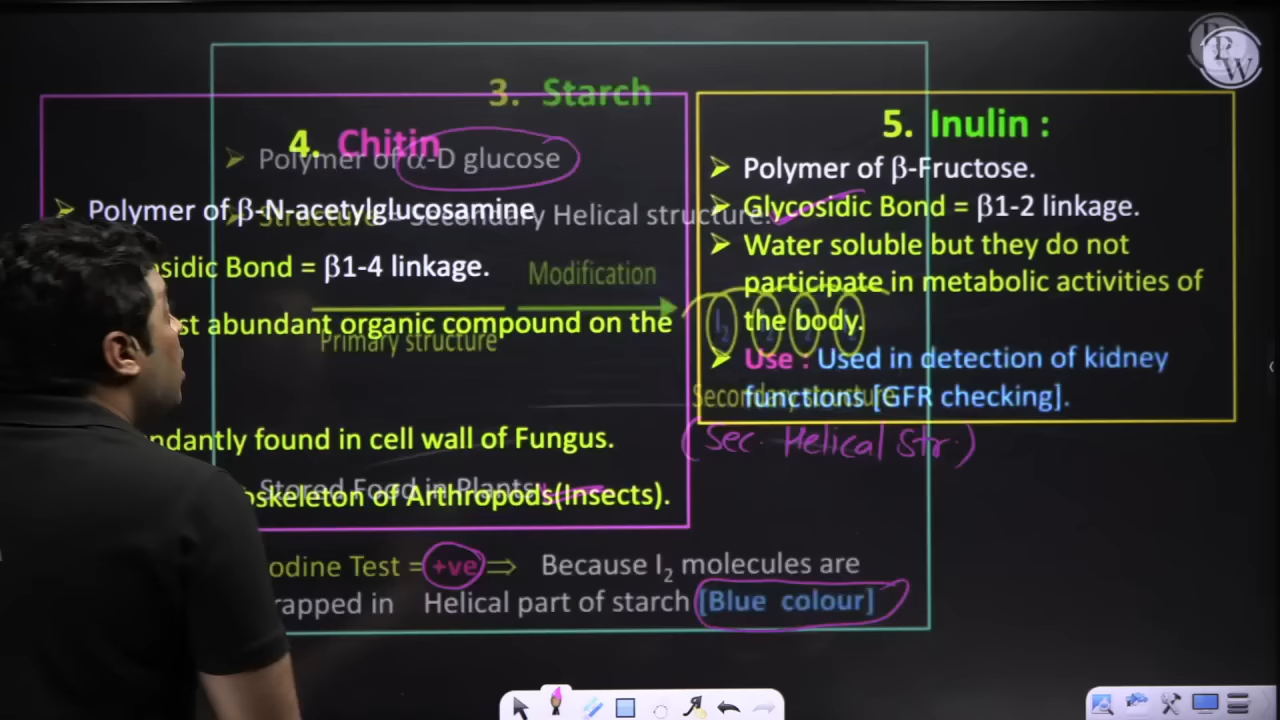 3. Starch
Polymer of α-D glucose
Structure = Secondary Helical structure.
Modification
Primary structure
I2
Secondary structure
(Sec. Helical Str.)
Stored Food in Plants
odine Test = +ve ⇒ Because I2 molecules are
rapped in Helical part of starch [Blue colour]
4. Chitin
Polymer of β-N-acetylglucosamine
sidic Bond = β1-4 linkage.
st abundant organic compound on the
ndantly found in cell wall of Fungus.
oskeleton of Arthropods(Insects).
5. Inulin :
Polymer of β-Fructose.
Glycosidic Bond = β1-2 linkage.
Water soluble but they do not
participate in metabolic activities of
the body.
Use : Used in detection of kidney
functions [GFR checking].
PW